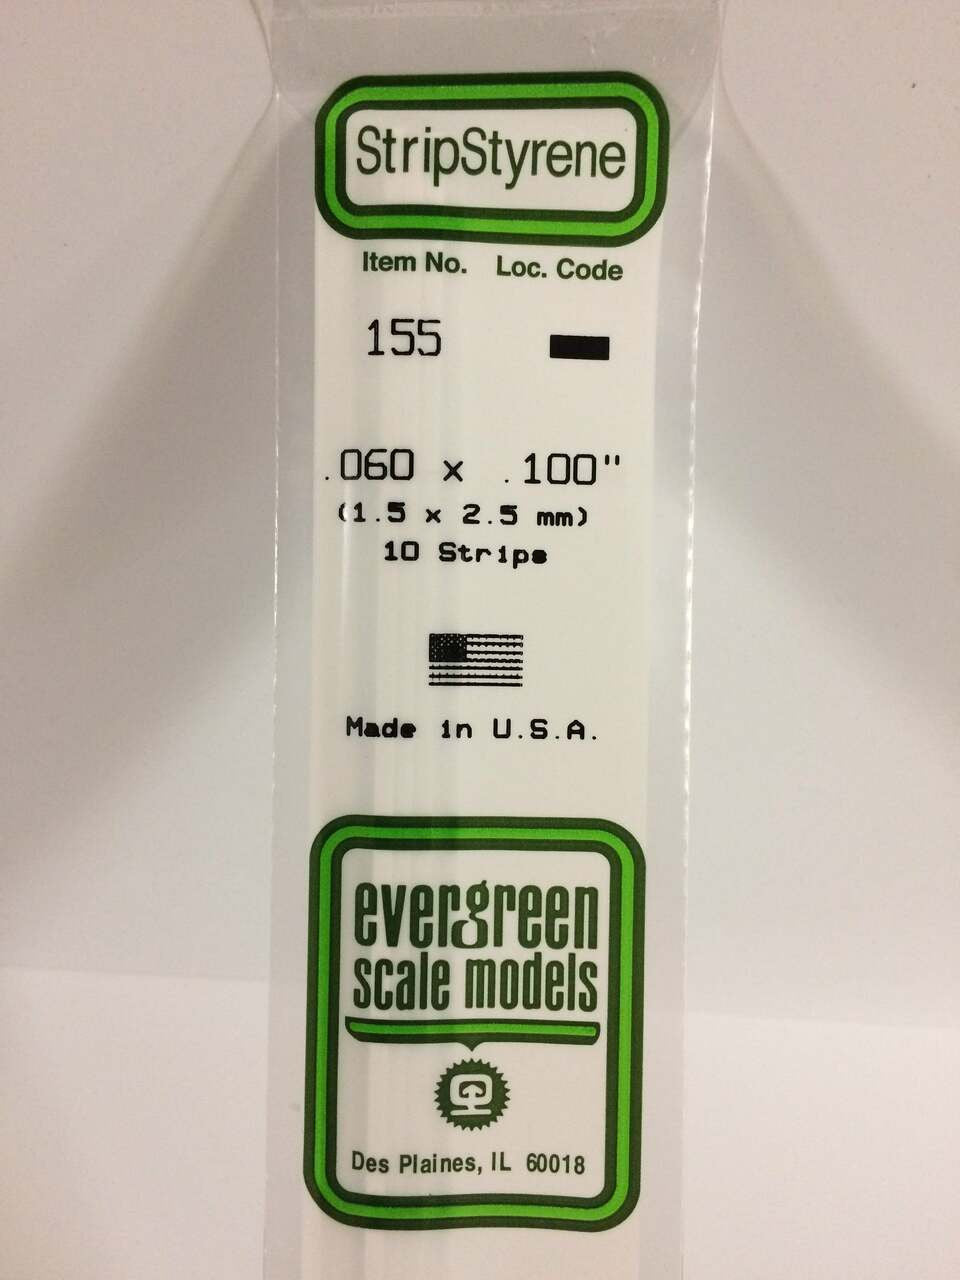 StripStyrene
Item No. Loc. Code
155
.060 x .100"
(1.5 x 2.5 mm)
10 Strips
Made in U.S.A.
evergreen
scale models
Des Plaines, IL 60018